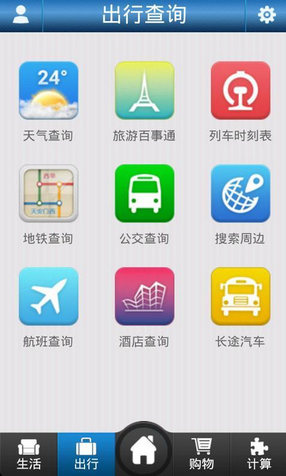 出行查询
24°
天气查询
旅游百事通
列车时刻表
西单
天安门西
地铁查询
公交查询
搜索周边
航班查询
酒店查询
长途汽车
生活
出行
购物
计算